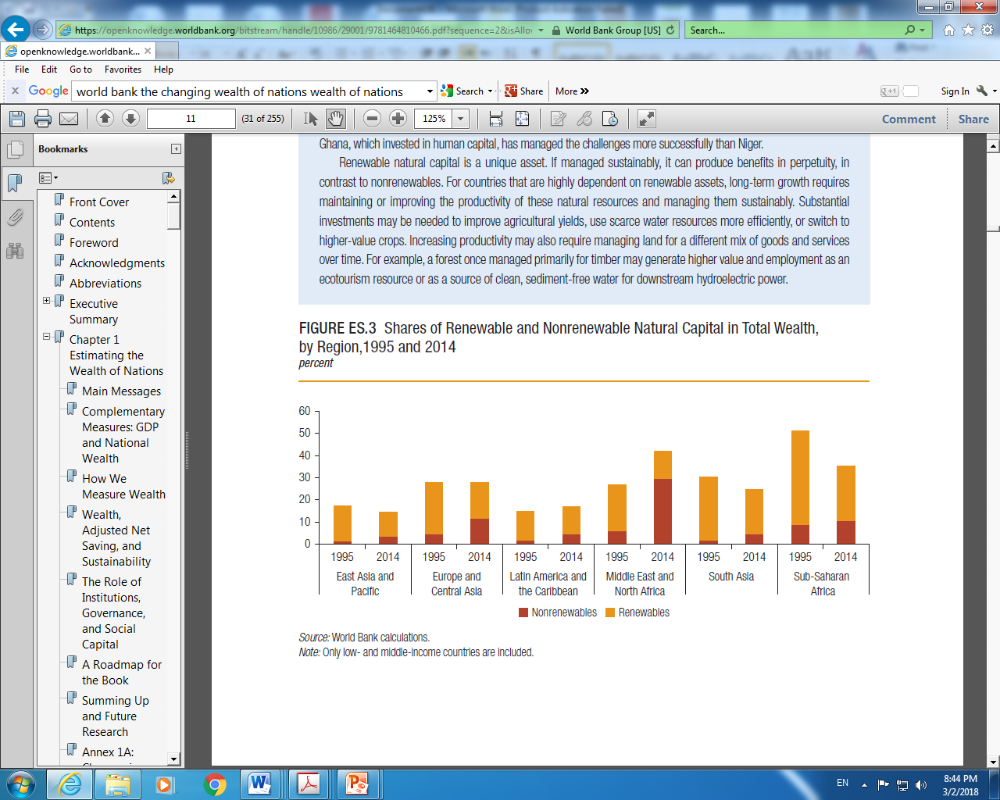 https://openknowledge.worldbank.org/bitstream/handle/10986/29001/9781464810466.pdf?sequence=2&isAllo
World Bank Group [US]
Search...
openknowledge.worldbank...
File Edit Go to Favorites Help
x Google world bank the changing wealth of nations wealth of nations Search Share More » g+1 Sign In
11 (31 of 255) 125% Comment Share
Bookmarks
Front Cover
Contents
Foreword
Acknowledgments
Abbreviations
Executive
Summary
Chapter 1
Estimating the
Wealth of Nations
Main Messages
Complementary
Measures: GDP
and National
Wealth
How We
Measure Wealth
Wealth,
Adjusted Net
Saving, and
Sustainability
The Role of
Institutions,
Governance,
and Social
Capital
A Roadmap for
the Book
Summing Up
and Future
Research
Annex 1A:
Ghana, which invested in human capital, has managed the challenges more successfully than Niger.
Renewable natural capital is a unique asset. If managed sustainably, it can produce benefits in perpetuity, in
contrast to nonrenewables. For countries that are highly dependent on renewable assets, long-term growth requires
maintaining or improving the productivity of these natural resources and managing them sustainably. Substantial
investments may be needed to improve agricultural yields, use scarce water resources more efficiently, or switch to
higher-value crops. Increasing productivity may also require managing land for a different mix of goods and services
over time. For example, a forest once managed primarily for timber may generate higher value and employment as an
ecotourism resource or as a source of clean, sediment-free water for downstream hydroelectric power.
FIGURE ES.3 Shares of Renewable and Nonrenewable Natural Capital in Total Wealth,
by Region,1995 and 2014
percent
60
50
40
30
20
10
0
1995 2014 1995 2014 1995 2014 1995 2014 1995 2014 1995 2014
East Asia and Europe and Latin America and Middle East and South Asia Sub-Saharan
Pacific Central Asia the Caribbean North Africa Africa
Nonrenewables Renewables
Source: World Bank calculations.
Note: Only low- and middle-income countries are included.
EN 8:44 PM
3/2/2018